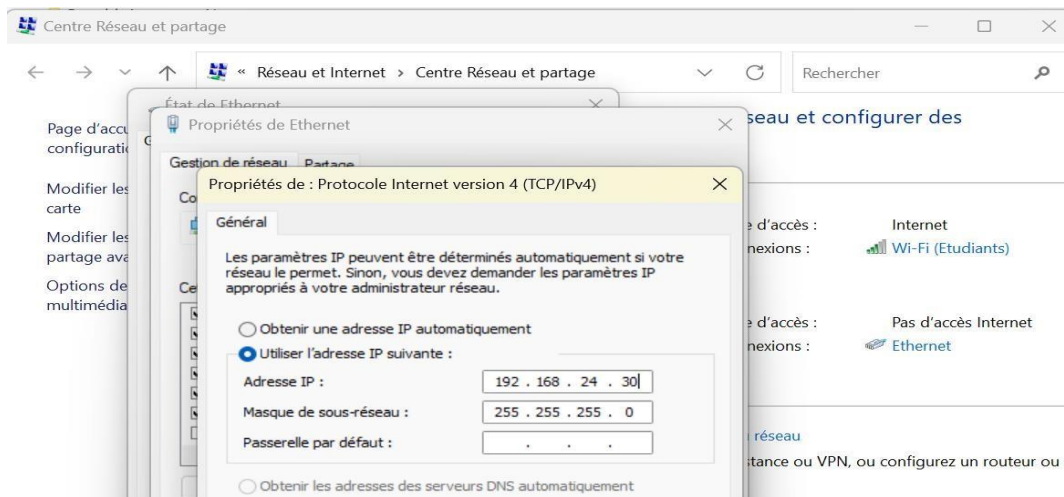 Centre Réseau et partage
« Réseau et Internet > Centre Réseau et partage
Rechercher
État de Ethernet
Propriétés de Ethernet
Gestion de réseau Partage
Propriétés de : Protocole Internet version 4 (TCP/IPv4)
Général
Les paramètres IP peuvent être déterminés automatiquement si votre
réseau le permet. Sinon, vous devez demander les paramètres IP
appropriés à votre administrateur réseau.
Obtenir une adresse IP automatiquement
Utiliser l'adresse IP suivante :
Adresse IP : 192 . 168 . 24 . 30
Masque de sous-réseau : 255 . 255 . 255 . 0
Passerelle par défaut : . . .
Obtenir les adresses des serveurs DNS automatiquement
Page d'accu
configuratio
Modifier les
carte
Modifier les
partage ava
Options de
multimédia
seau et configurer des
e d'accès : Internet
nexions : Wi-Fi (Etudiants)
e d'accès : Pas d'accès Internet
nexions : Ethernet
réseau
stance ou VPN, ou configurez un routeur ou